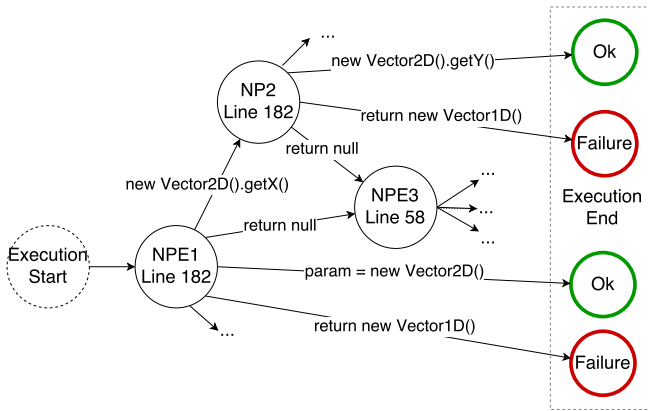 ...
new Vector2D().getY()
Ok
NP2
Line 182
return new Vector1D()
Failure
return null
new Vector2D().getX()
...
NPE3
Line 58
...
...
Execution
End
return null
Execution
Start
NPE1
Line 182
param = new Vector2D()
Ok
...
return new Vector1D()
Failure